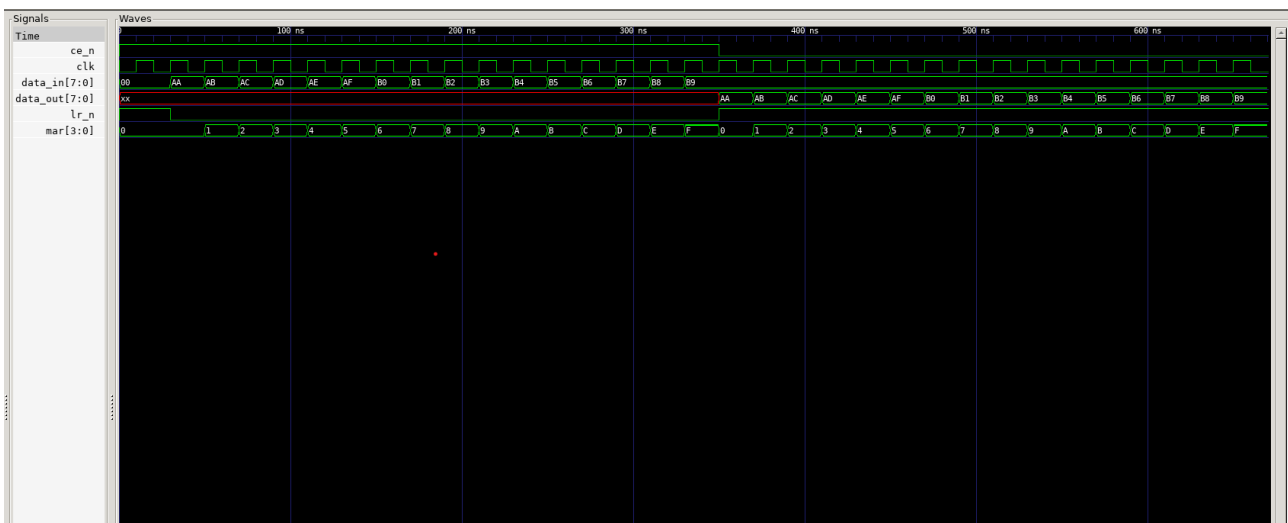 Signals Waves
Time 0 100 ns 200 ns 300 ns 400 ns 500 ns 600 ns
ce_n
clk
data_in[7:0] 00 AA AB AC AD AE AF B0 B1 B2 B3 B4 B5 B6 B7 B8 B9
data_out[7:0] xx AA AB AC AD AE AF B0 B1 B2 B3 B4 B5 B6 B7 B8 B9
lr_n
mar[3:0] 0 1 2 3 4 5 6 7 8 9 A B C D E F 0 1 2 3 4 5 6 7 8 9 A B C D E F